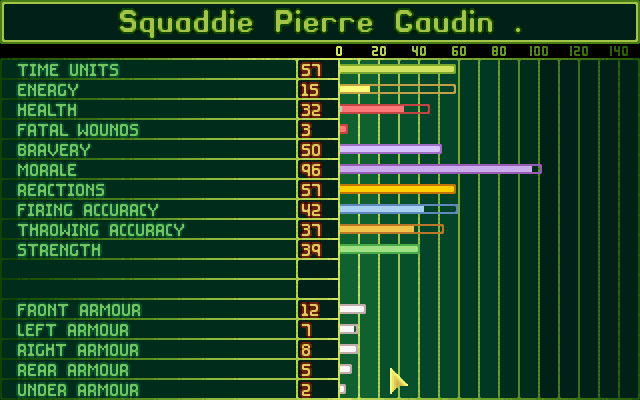 Squaddie Pierre Gaudin .
0 20 40 60 80 100 120 140
TIME UNITS 57
ENERGY 15
HEALTH 32
FATAL WOUNDS 3
BRAVERY 50
MORALE 96
REACTIONS 57
FIRING ACCURACY 42
THROWING ACCURACY 37
STRENGTH 39
FRONT ARMOUR 12
LEFT ARMOUR 7
RIGHT ARMOUR 8
REAR ARMOUR 5
UNDER ARMOUR 2